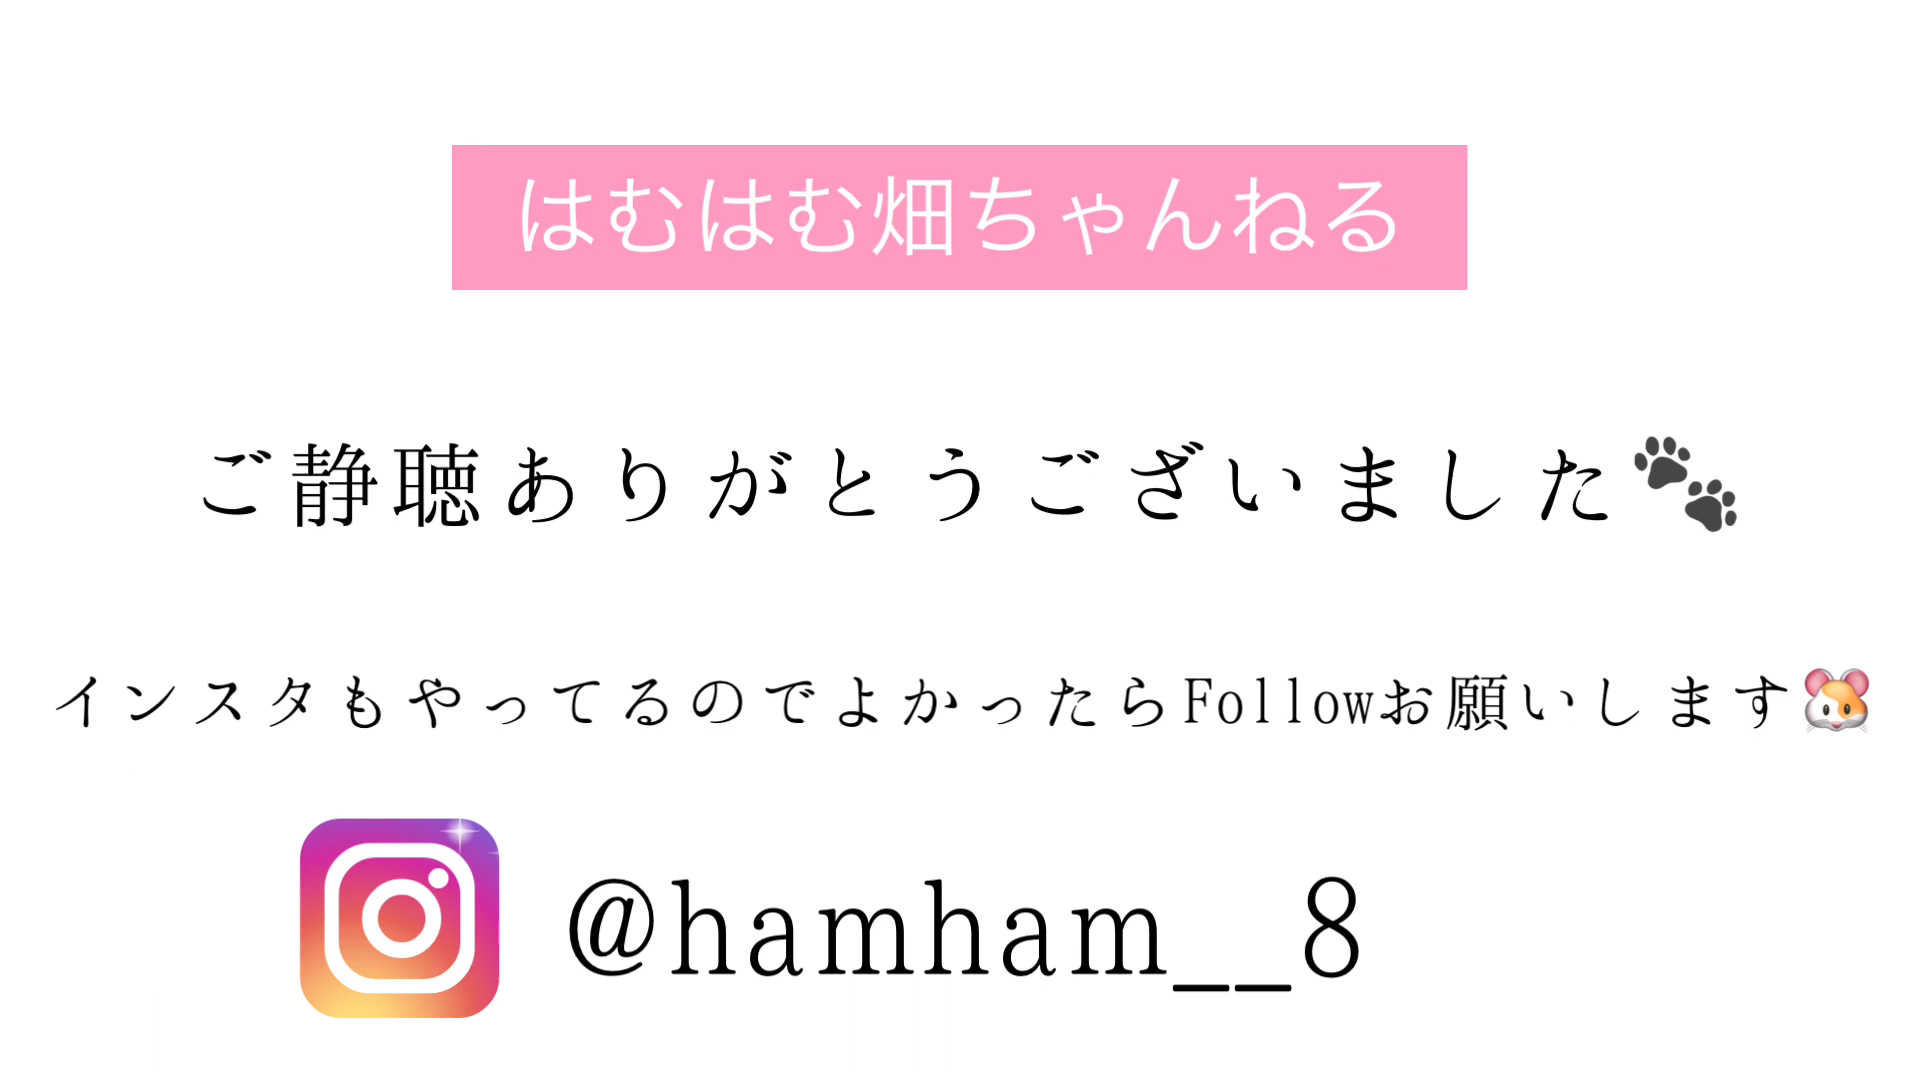 はむはむ畑ちゃんねる
ご静聴ありがとうございました🐾
インスタもやってるのでよかったらFollowお願いします🐹
@hamham__8